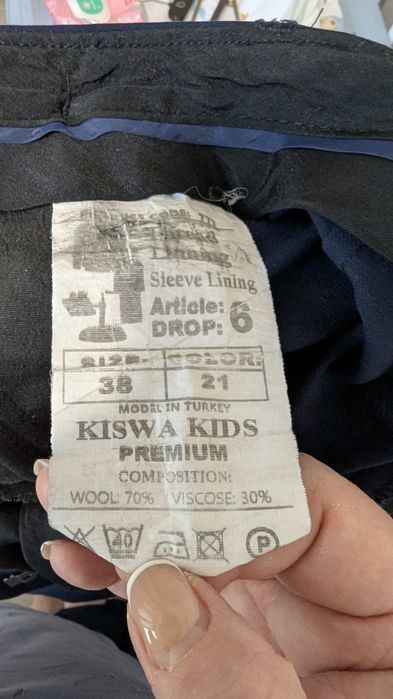 Lining
Sleeve Lining
Article: 6
DROP:
SIZE: COLOR:
38 21
MODEL IN TURKEY
KISWA KIDS
PREMIUM
COMPOSITION:
WOOL: 70% VISCOSE: 30%
40 P